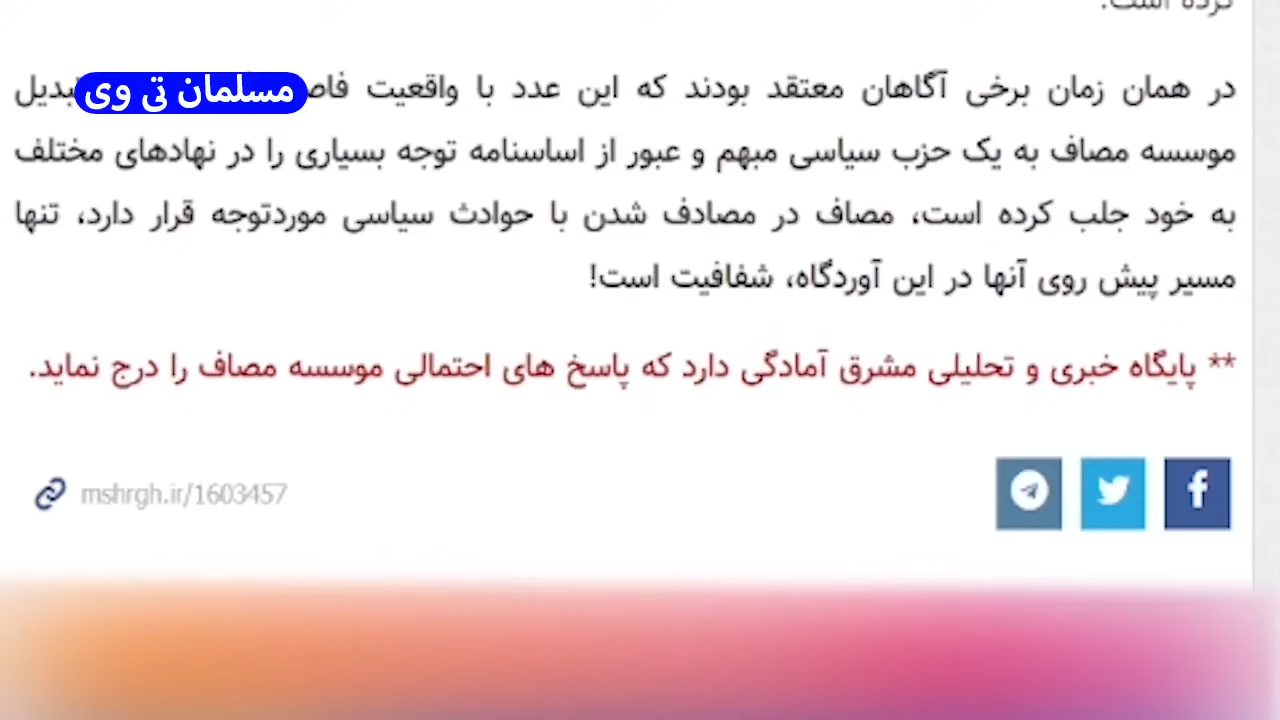 کرده است.
در همان زمان برخی آگاهان معتقد بودند که این عدد با واقعیت
مسلمان تی وی
موسسه مصاف به یک حزب سیاسی مبهم و عبور از اساسنامه توجه بسیاری را در نهادهای مختلف
به خود جلب کرده است، مصاف در مصادف شدن با حوادث سیاسی موردتوجه قرار دارد، تنها
مسیر پیش روی آنها در این آوردگاه، شفافیت است!
** پایگاه خبری و تحلیلی مشرق آمادگی دارد که پاسخ های احتمالی موسسه مصاف را درج نماید.
mshrgh.ir/1603457